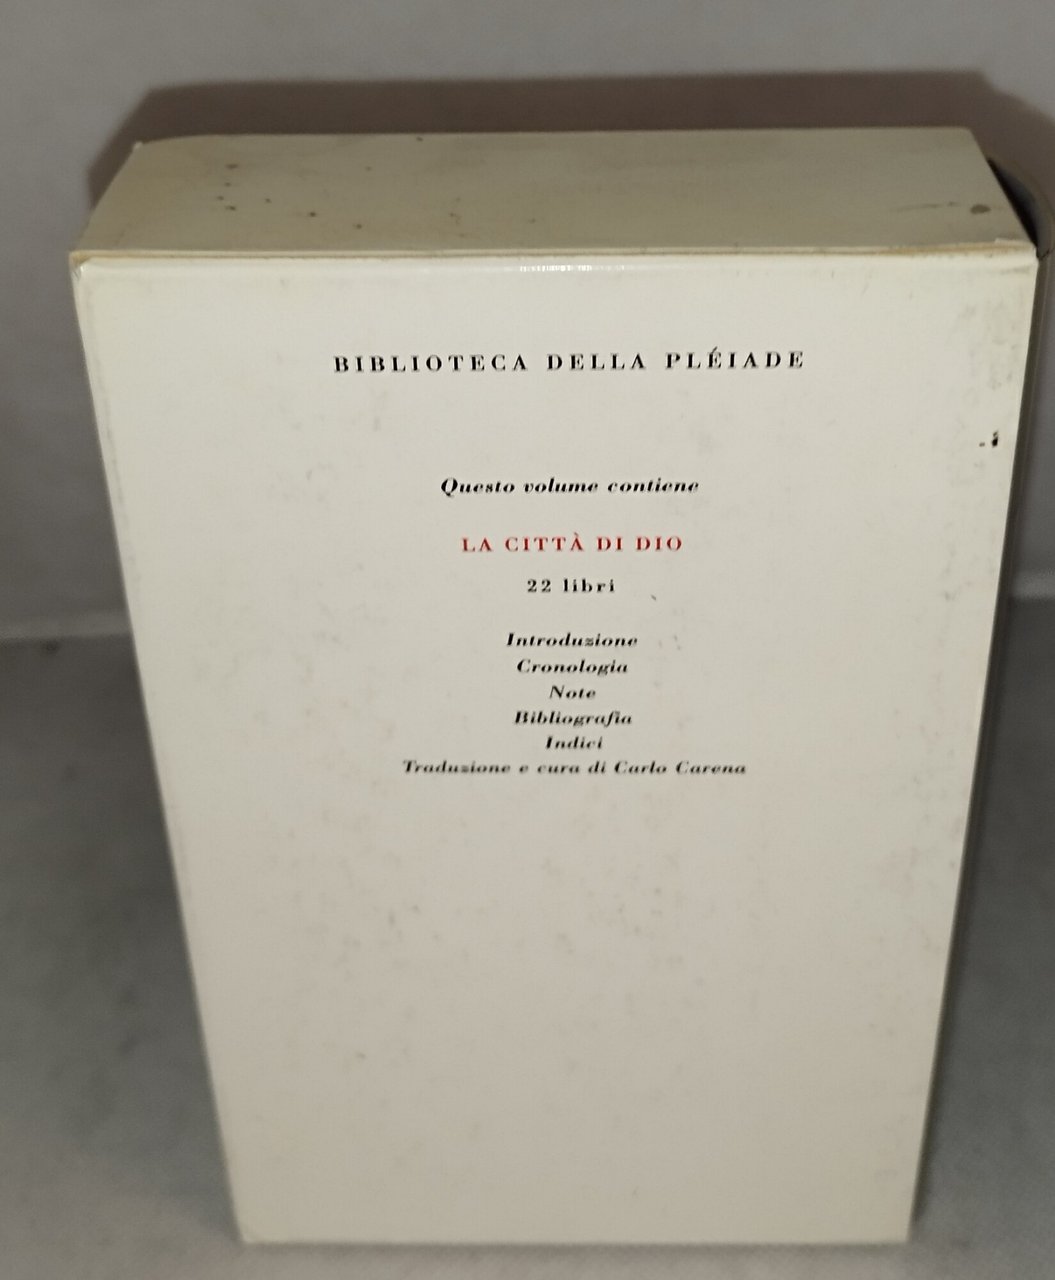 BIBLIOTECA DELLA PLÉIADE
Questo volume contiene
LA CITTÀ DI DIO
22 libri
Introduzione
Cronologia
Note
Bibliografia
Indici
Traduzione e cura di Carlo Carena